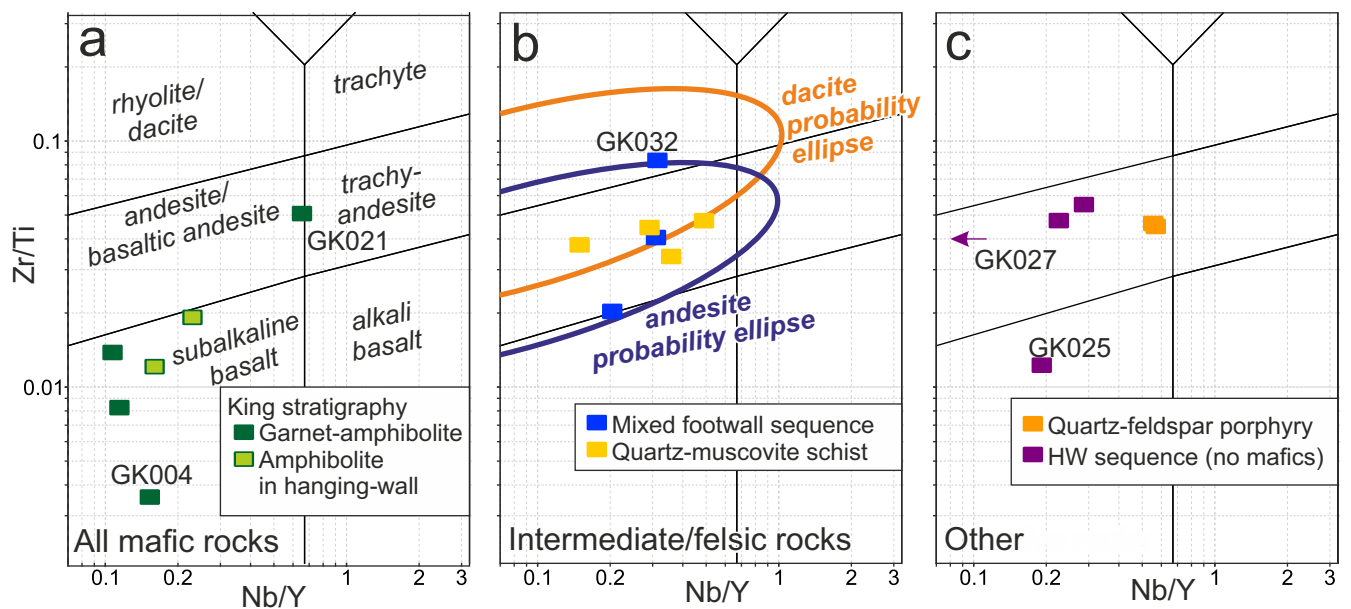 a
rhyolite/
dacite
trachyte
andesite/
basaltic andesite
trachy-
andesite
GK021
subalkaline
basalt
alkali
basalt
King stratigraphy
Garnet-amphibolite
Amphibolite
in hanging-wall
GK004
All mafic rocks
Zr/Ti
0.1
0.01
0.1
0.2
1
2
3
Nb/Y
b
dacite
probability
ellipse
GK032
andesite
probability ellipse
Mixed footwall sequence
Quartz-muscovite schist
Intermediate/felsic rocks
0.1
0.2
1
2
3
Nb/Y
c
GK027
GK025
Quartz-feldspar porphyry
HW sequence (no mafics)
Other
0.1
0.2
1
2
3
Nb/Y